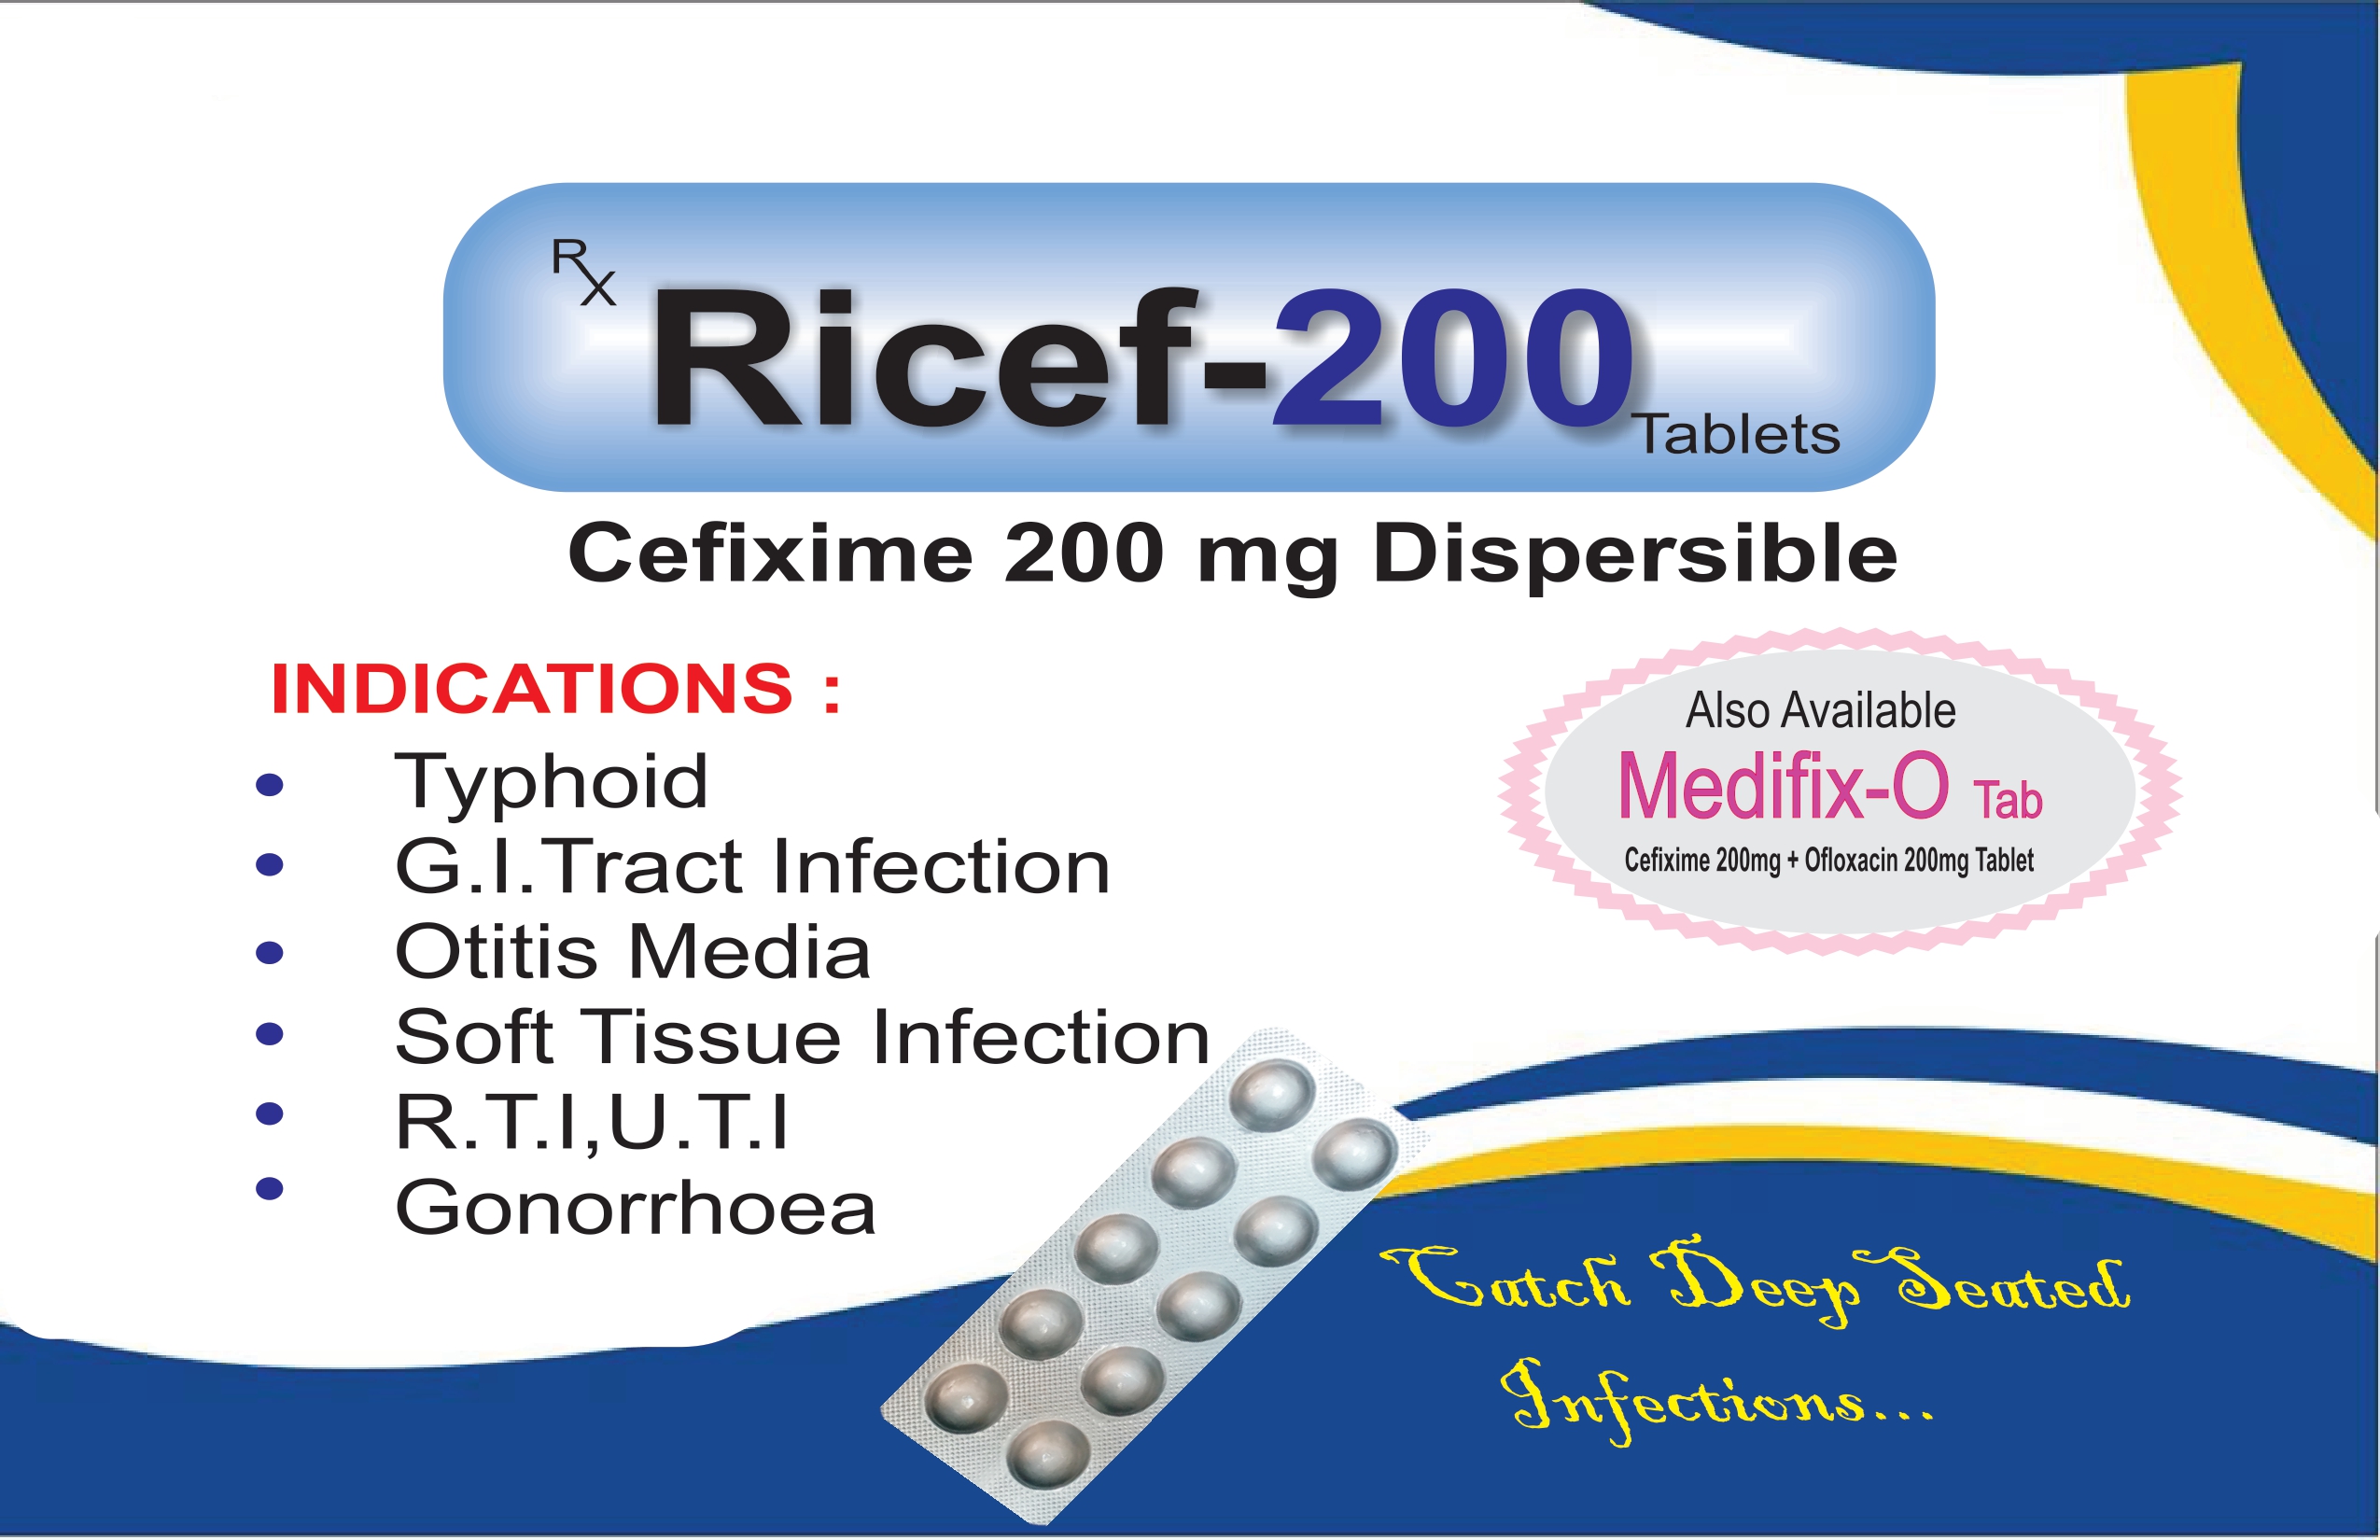 Rx
Ricef-200 Tablets
Cefixime 200 mg Dispersible
INDICATIONS :
• Typhoid
• G.I.Tract Infection
• Otitis Media
• Soft Tissue Infection
• R.T.I,U.T.I
• Gonorrhoea
Also Available
Medifix-O Tab
Cefixime 200mg + Ofloxacin 200mg Tablet
Catch Deep Seated
Infections...